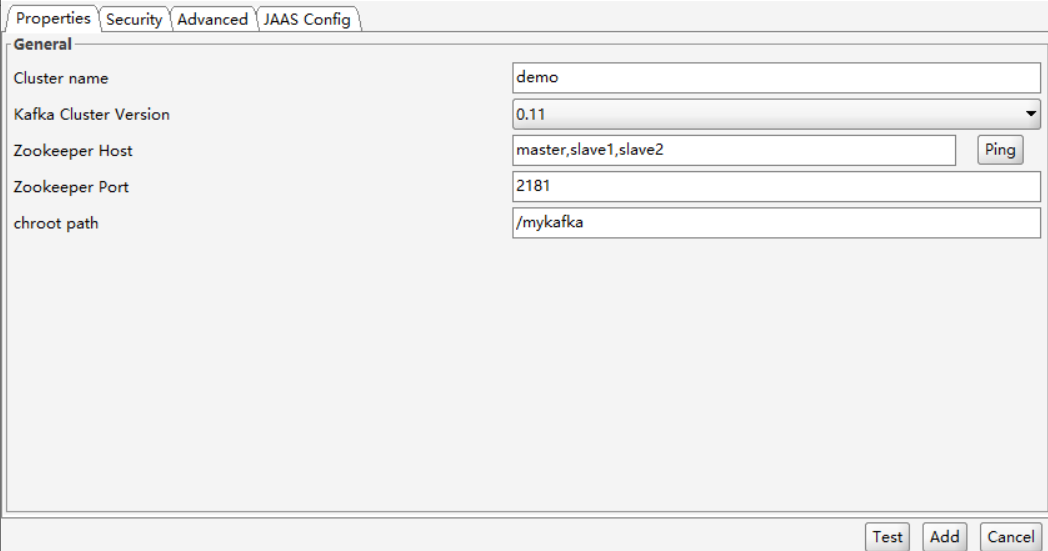 Properties Security Advanced JAAS Config
General
Cluster name demo
Kafka Cluster Version 0.11
Zookeeper Host master,slave1,slave2 Ping
Zookeeper Port 2181
chroot path /mykafka
Test Add Cancel